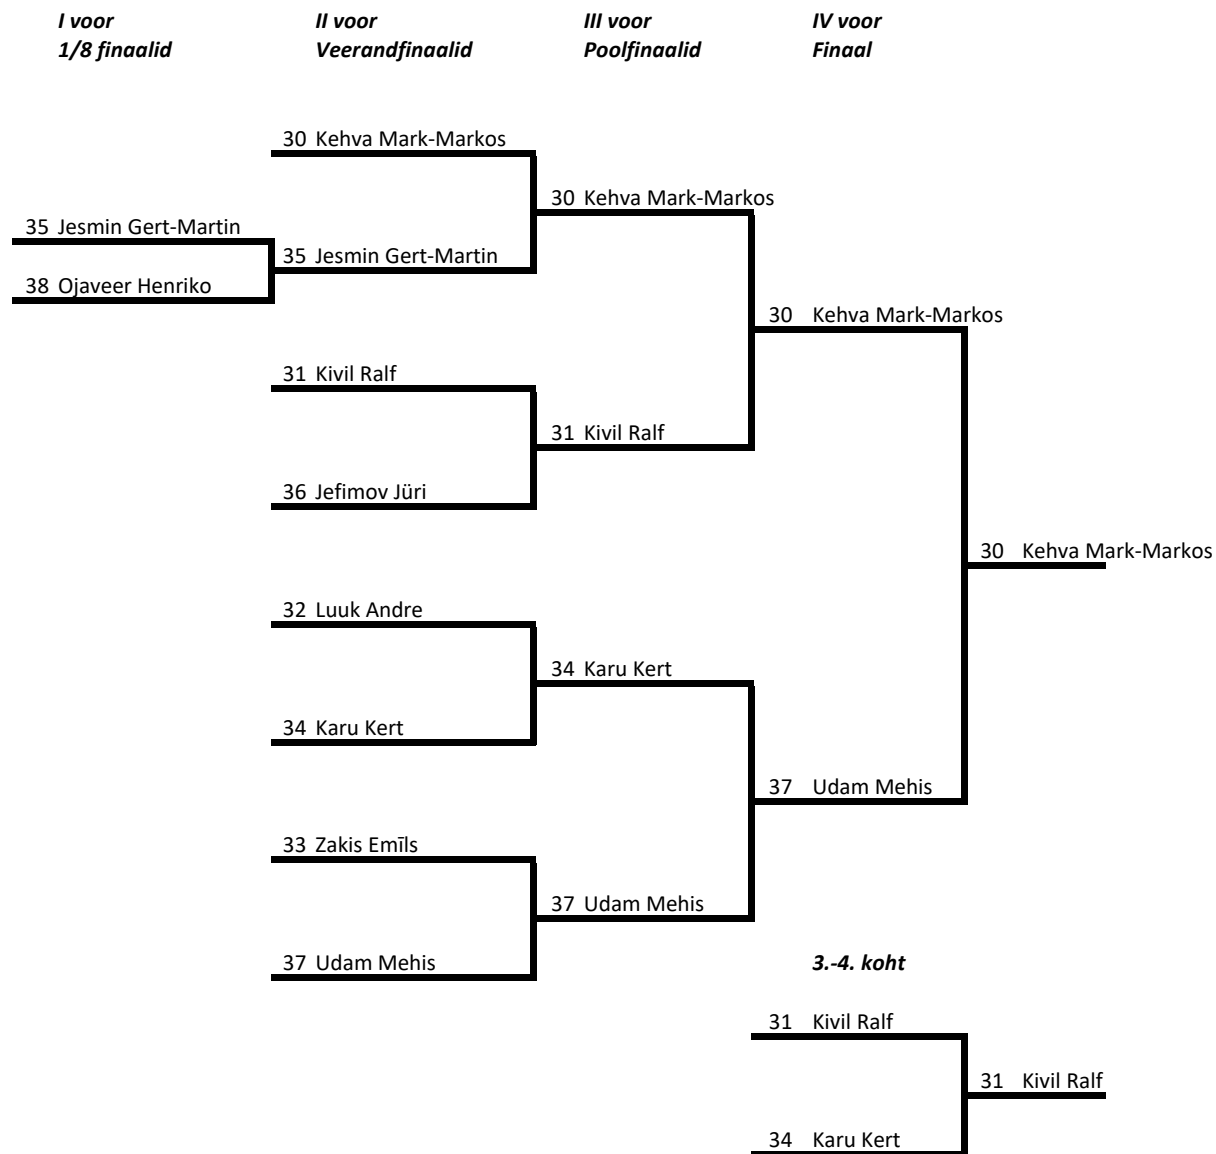 I voor II voor III voor IV voor
1/8 finaalid Veerandfinaalid Poolfinaalid Finaal
30 Kehva Mark-Markos
30 Kehva Mark-Markos
35 Jesmin Gert-Martin
35 Jesmin Gert-Martin
38 Ojaveer Henriko
30 Kehva Mark-Markos
31 Kivil Ralf
31 Kivil Ralf
36 Jefimov Jüri
30 Kehva Mark-Markos
32 Luuk Andre
34 Karu Kert
34 Karu Kert
37 Udam Mehis
33 Zakis Emīls
37 Udam Mehis
37 Udam Mehis
3.-4. koht
31 Kivil Ralf
31 Kivil Ralf
34 Karu Kert